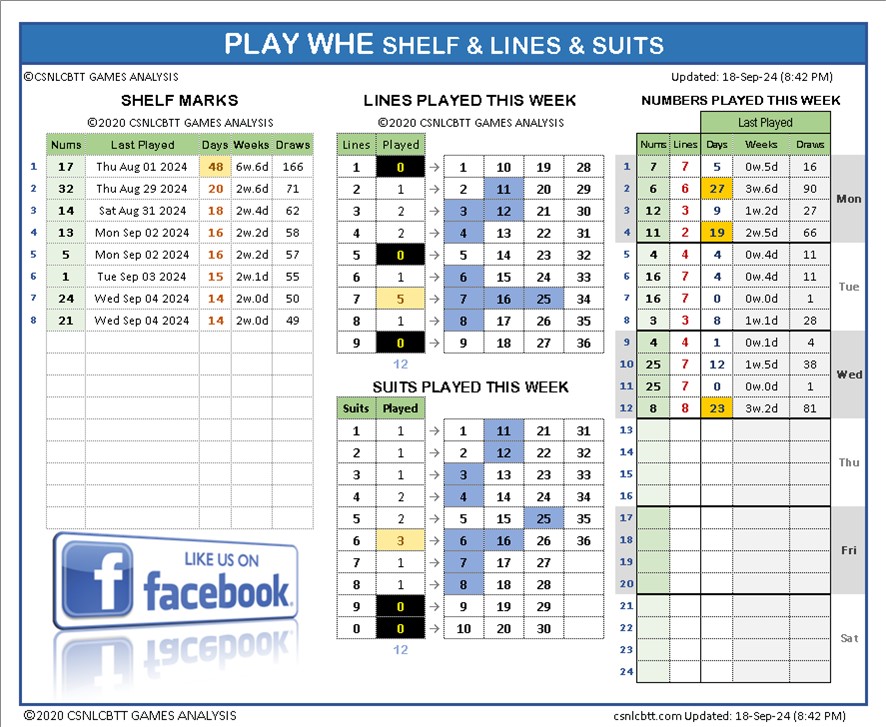 PLAY WHE SHELF & LINES & SUITS
©CSNLCBTT GAMES ANALYSIS Updated: 18-Sep-24 (8:42 PM)
SHELF MARKS
©2020 CSNLCBTT GAMES ANALYSIS
Nums Last Played Days Weeks Draws
1 17 Thu Aug 01 2024 48 6w.6d 166
2 32 Thu Aug 29 2024 20 2w.6d 71
3 14 Sat Aug 31 2024 18 2w.4d 62
4 13 Mon Sep 02 2024 16 2w.2d 58
5 5 Mon Sep 02 2024 16 2w.2d 57
6 1 Tue Sep 03 2024 15 2w.1d 55
7 24 Wed Sep 04 2024 14 2w.0d 50
8 21 Wed Sep 04 2024 14 2w.0d 49
LIKE US ON
facebook.
LINES PLAYED THIS WEEK
©2020 CSNLCBTT GAMES ANALYSIS
Lines Played
1 0 → 1 10 19 28
2 1 → 2 11 20 29
3 2 → 3 12 21 30
4 2 → 4 13 22 31
5 0 → 5 14 23 32
6 1 → 6 15 24 33
7 5 → 7 16 25 34
8 1 → 8 17 26 35
9 0 → 9 18 27 36
12
SUITS PLAYED THIS WEEK
Suits Played
1 1 → 1 11 21 31
2 1 → 2 12 22 32
3 1 → 3 13 23 33
4 2 → 4 14 24 34
5 2 → 5 15 25 35
6 3 → 6 16 26 36
7 1 → 7 17 27
8 1 → 8 18 28
9 0 → 9 19 29
0 0 → 10 20 30
12
NUMBERS PLAYED THIS WEEK
Last Played
Nums Lines Days Weeks Draws
1 7 7 5 0w.5d 16
2 6 6 27 3w.6d 90
Mon
3 12 3 9 1w.2d 27
4 11 2 19 2w.5d 66
5 4 4 4 0w.4d 11
6 16 7 4 0w.4d 11
Tue
7 16 7 0 0w.0d 1
8 3 3 8 1w.1d 28
9 4 4 1 0w.1d 4
10 25 7 12 1w.5d 38
Wed
11 25 7 0 0w.0d 1
12 8 8 23 3w.2d 81
13
14
Thu
15
16
17
18
Fri
19
20
21
22
Sat
23
24
©2020 CSNLCBTT GAMES ANALYSIS csnlcbtt.com Updated: 18-Sep-24 (8:42 PM)